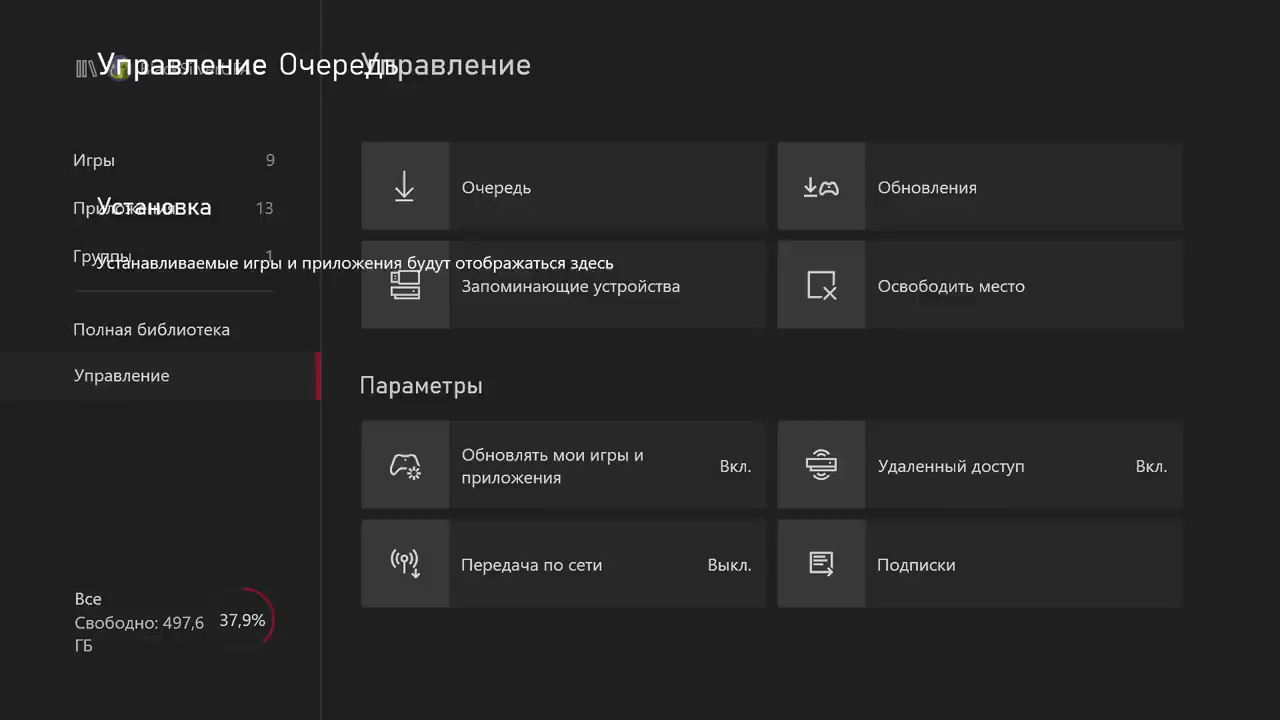 Управление Очередь
Управление
Игры 9
Приложения 13
Установка
Группы 1
Устанавливаемые игры и приложения будут отображаться здесь
Полная библиотека
Управление
Все
Свободно: 497,6
ГБ
37,9%
Очередь
Обновления
Запоминающие устройства
Освободить место
Параметры
Обновлять мои игры и
приложения
Вкл.
Удаленный доступ
Вкл.
Передача по сети
Выкл.
Подписки